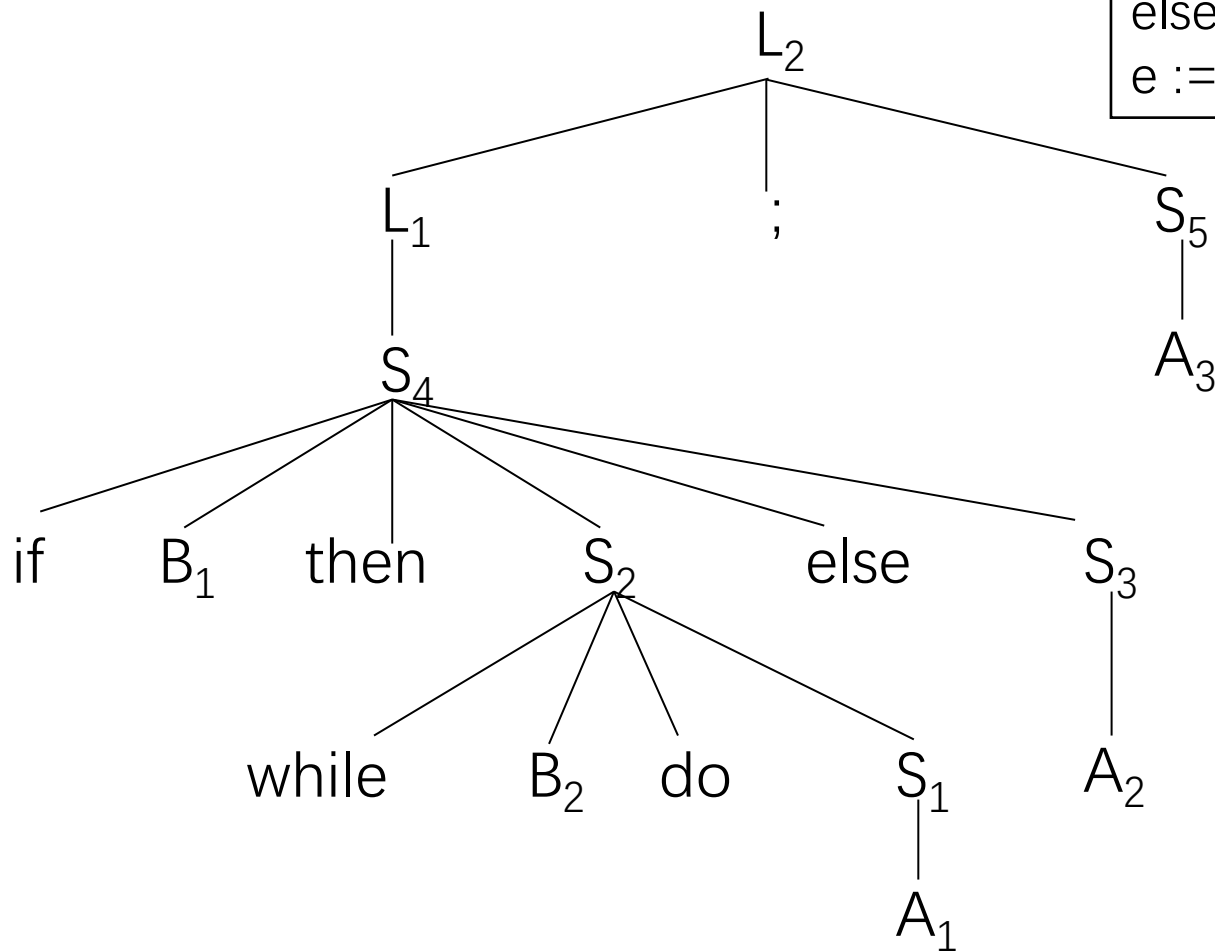 else
e :=
L₂
L₁ ; S₅
S₄ A₃
if B₁ then S₂ else S₃
while B₂ do S₁ A₂
A₁